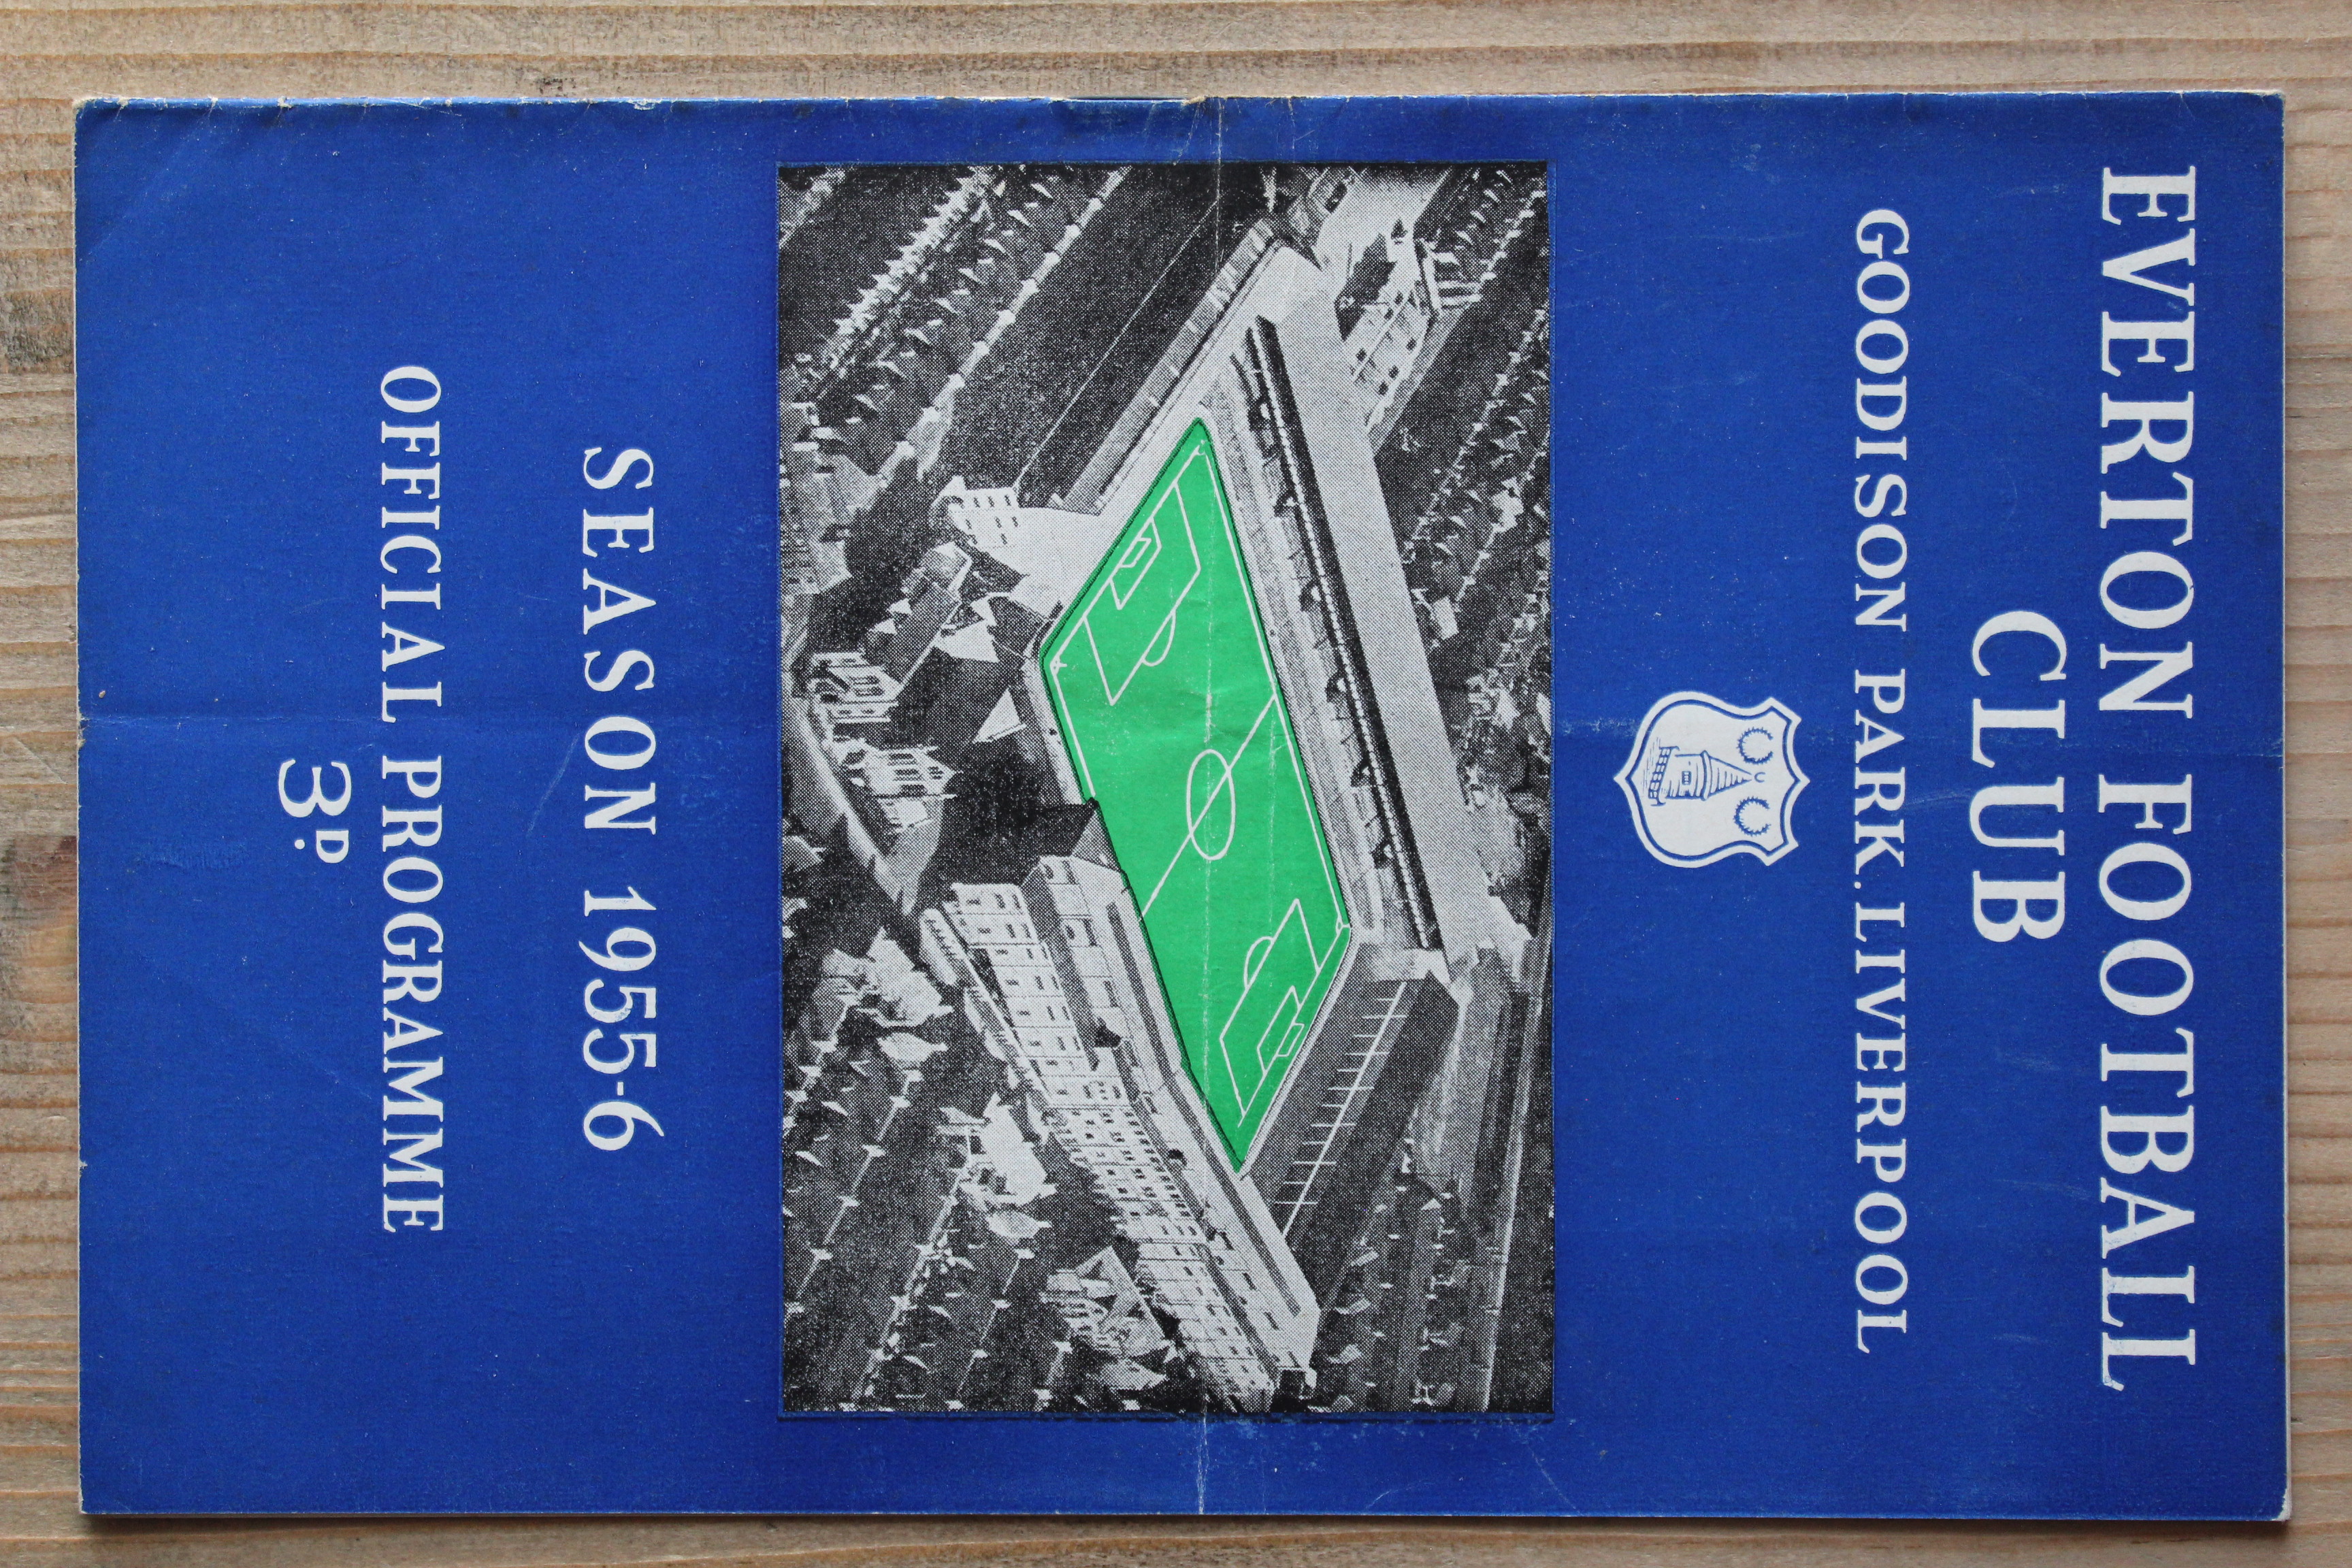 EVERTON FOOTBALL
CLUB
GOODISON PARK. LIVERPOOL
SEASON 1955-6
OFFICIAL PROGRAMME
3D.